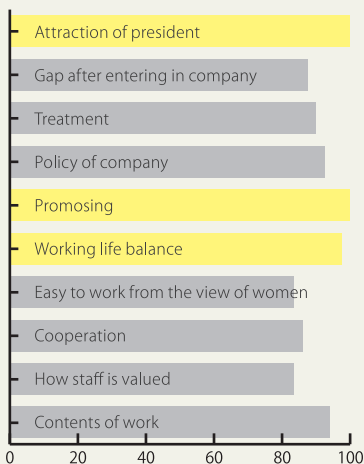 Attraction of president
Gap after entering in company
Treatment
Policy of company
Promosing
Working life balance
Easy to work from the view of women
Cooperation
How staff is valued
Contents of work
0 20 40 60 80 100